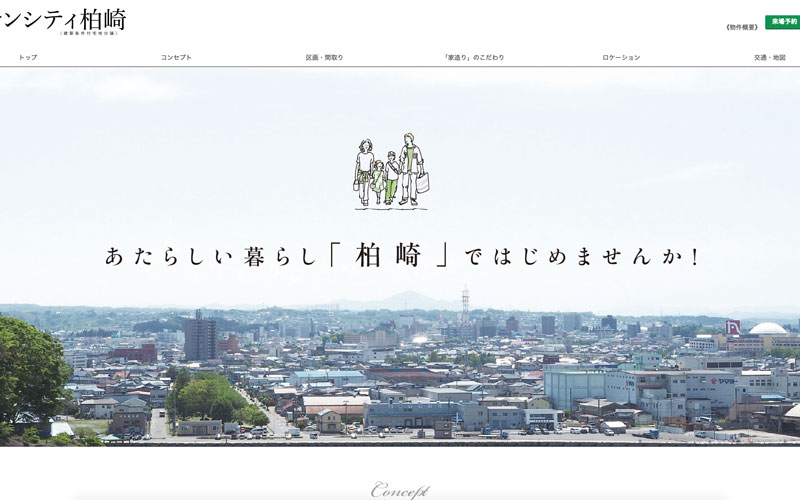 ンシティ柏崎
(建築条件付宅地分譲)
《物件概要》
来場予約
トップ
コンセプト
区画・間取り
「家造り」のこだわり
ロケーション
交通・地図
あたらしい暮らし「柏崎」ではじめませんか!
ヤマヨ
Concept